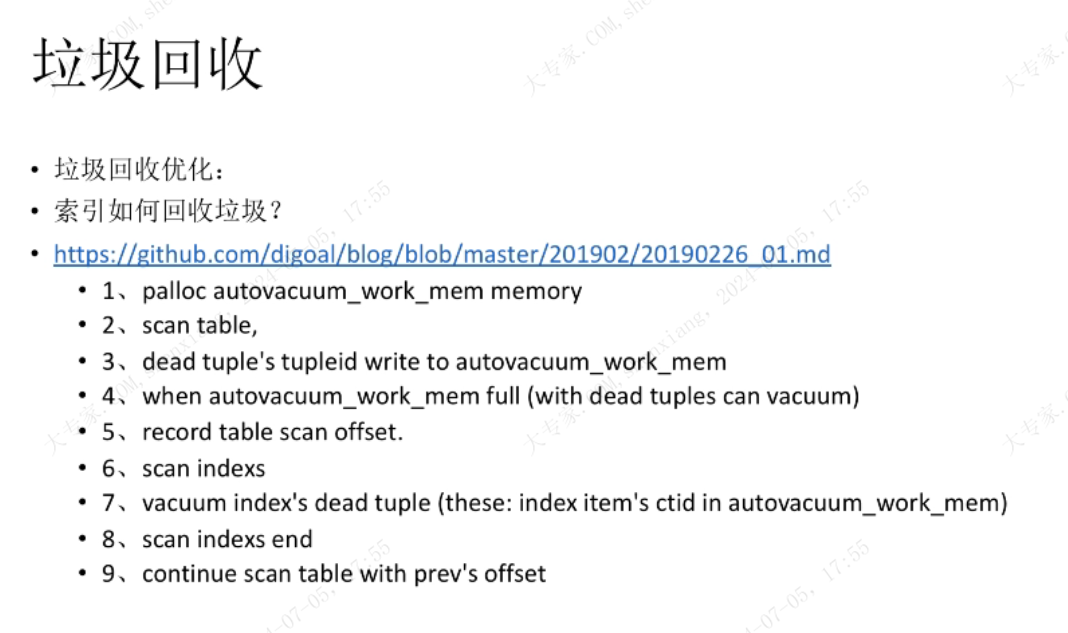 垃圾回收
• 垃圾回收优化：
• 索引如何回收垃圾？
• https://github.com/digoal/blog/blob/master/201902/20190226_01.md
• 1、palloc autovacuum_work_mem memory
• 2、scan table,
• 3、dead tuple's tupleid write to autovacuum_work_mem
• 4、when autovacuum_work_mem full (with dead tuples can vacuum)
• 5、record table scan offset.
• 6、scan indexs
• 7、vacuum index's dead tuple (these: index item's ctid in autovacuum_work_mem)
• 8、scan indexs end
• 9、continue scan table with prev's offset